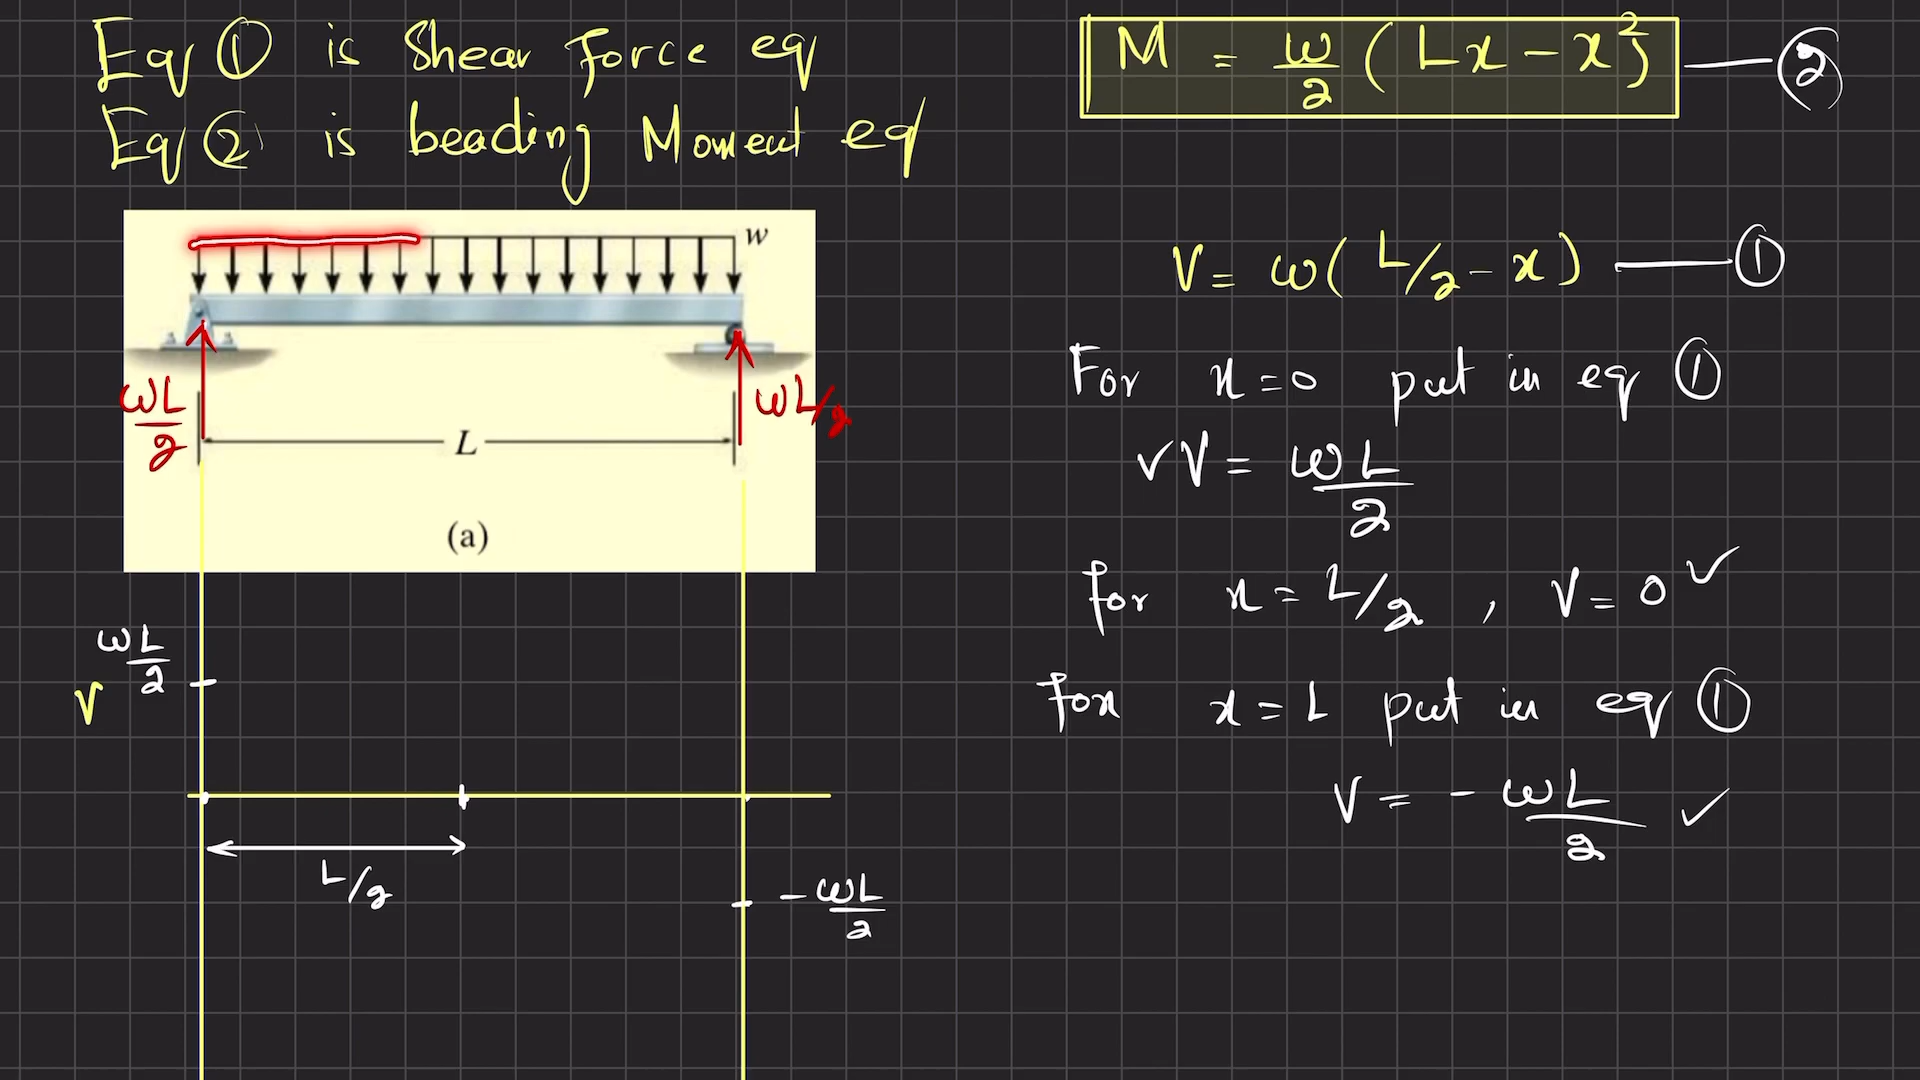 Eq ① is Shear Force eq
Eq ② is beading Moment eq
M = w/2 ( Lx - x² ) — ②
w
wL/2
wL/2
L
(a)
V = w( L/2 - x ) — ①
For x = 0 put in eq ①
✓ V = wL/2
for x = L/2 , V = 0 ✓
for x = L put in eq ①
V = - wL/2 ✓
wL/2
V
L/2
- wL/2